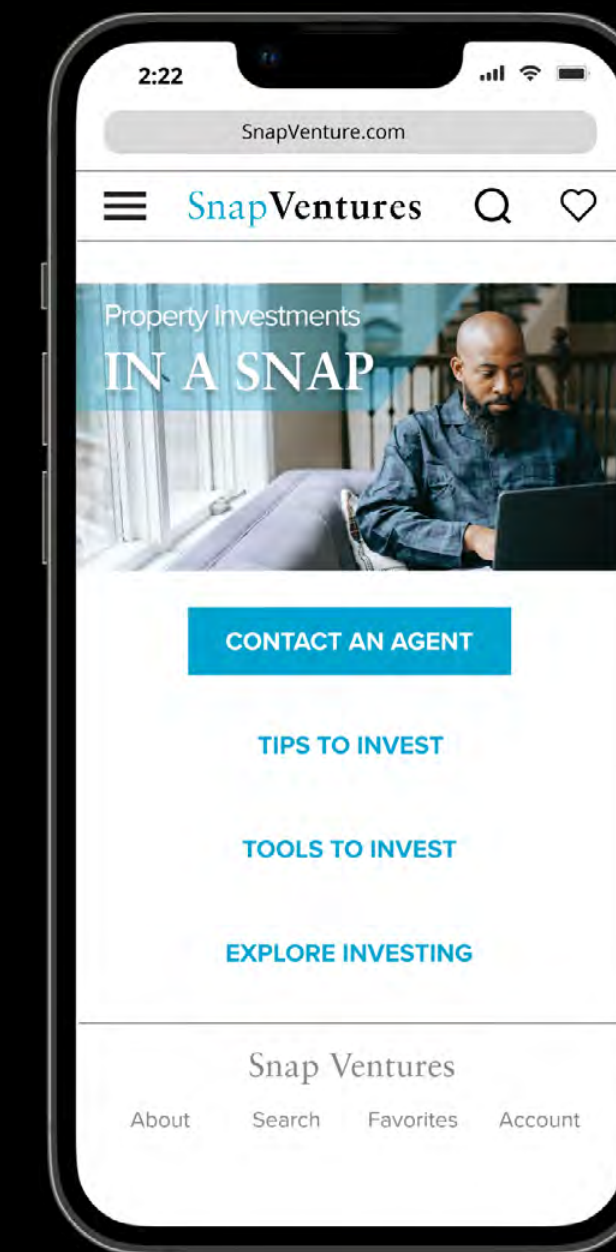 2:22
SnapVenture.com
SnapVentures
Property Investments
IN A SNAP
CONTACT AN AGENT
TIPS TO INVEST
TOOLS TO INVEST
EXPLORE INVESTING
Snap Ventures
About Search Favorites Account